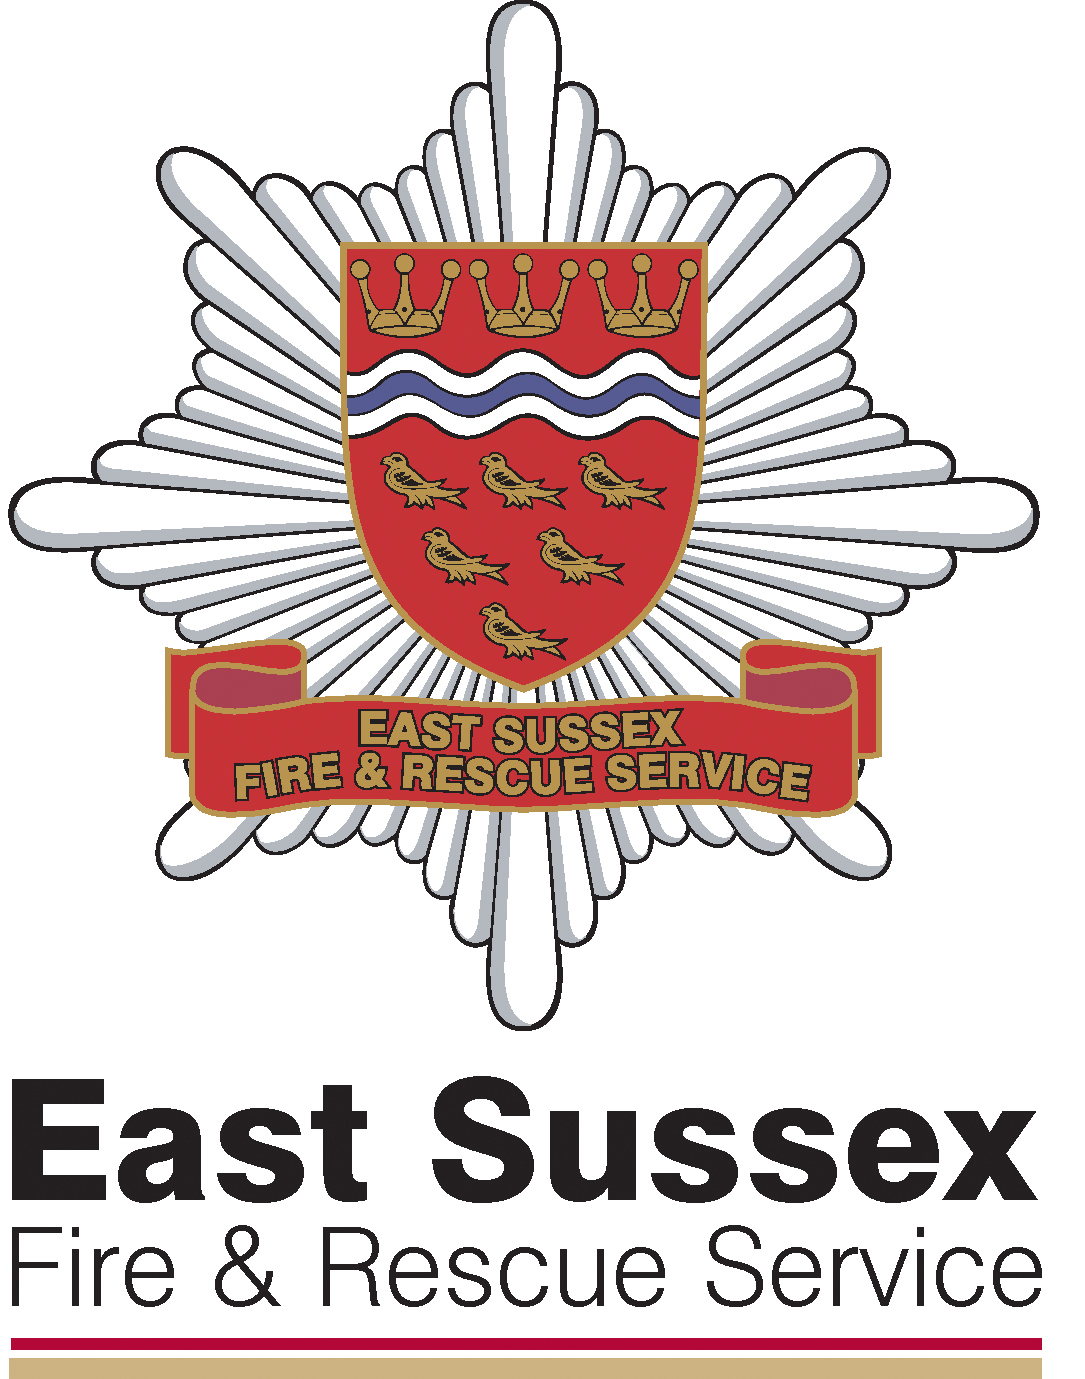 EAST SUSSEX
FIRE & RESCUE SERVICE
East Sussex
Fire & Rescue Service